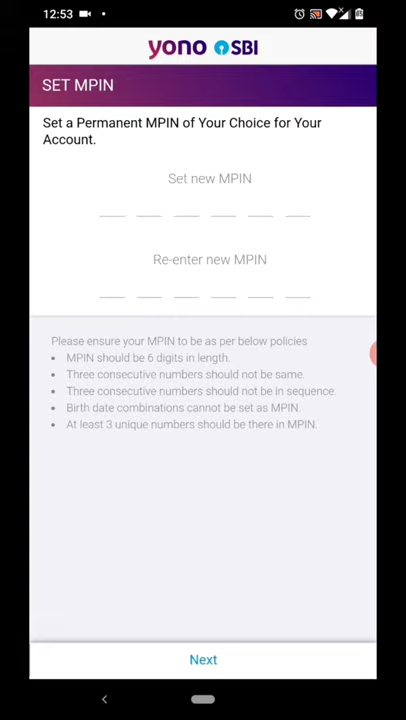 12:53
yono SBI
SET MPIN
Set a Permanent MPIN of Your Choice for Your
Account.
Set new MPIN
Re-enter new MPIN
Please ensure your MPIN to be as per below policies
• MPIN should be 6 digits in length.
• Three consecutive numbers should not be same.
• Three consecutive numbers should not be in sequence.
• Birth date combinations cannot be set as MPIN.
• At least 3 unique numbers should be there in MPIN.
Next